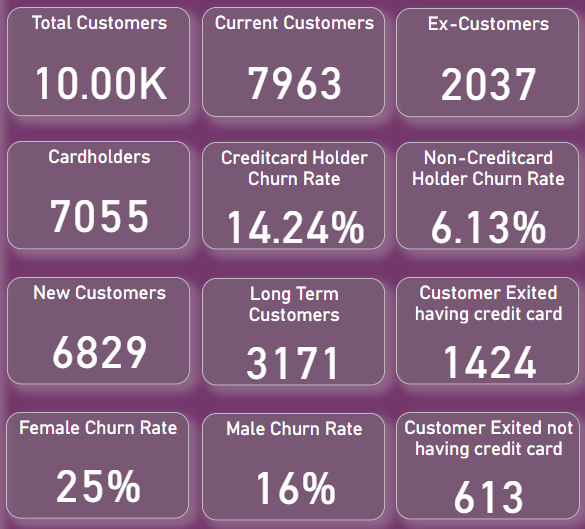 Total Customers
10.00K
Current Customers
7963
Ex-Customers
2037
Cardholders
7055
Creditcard Holder
Churn Rate
14.24%
Non-Creditcard
Holder Churn Rate
6.13%
New Customers
6829
Long Term
Customers
3171
Customer Exited
having credit card
1424
Female Churn Rate
25%
Male Churn Rate
16%
Customer Exited not
having credit card
613